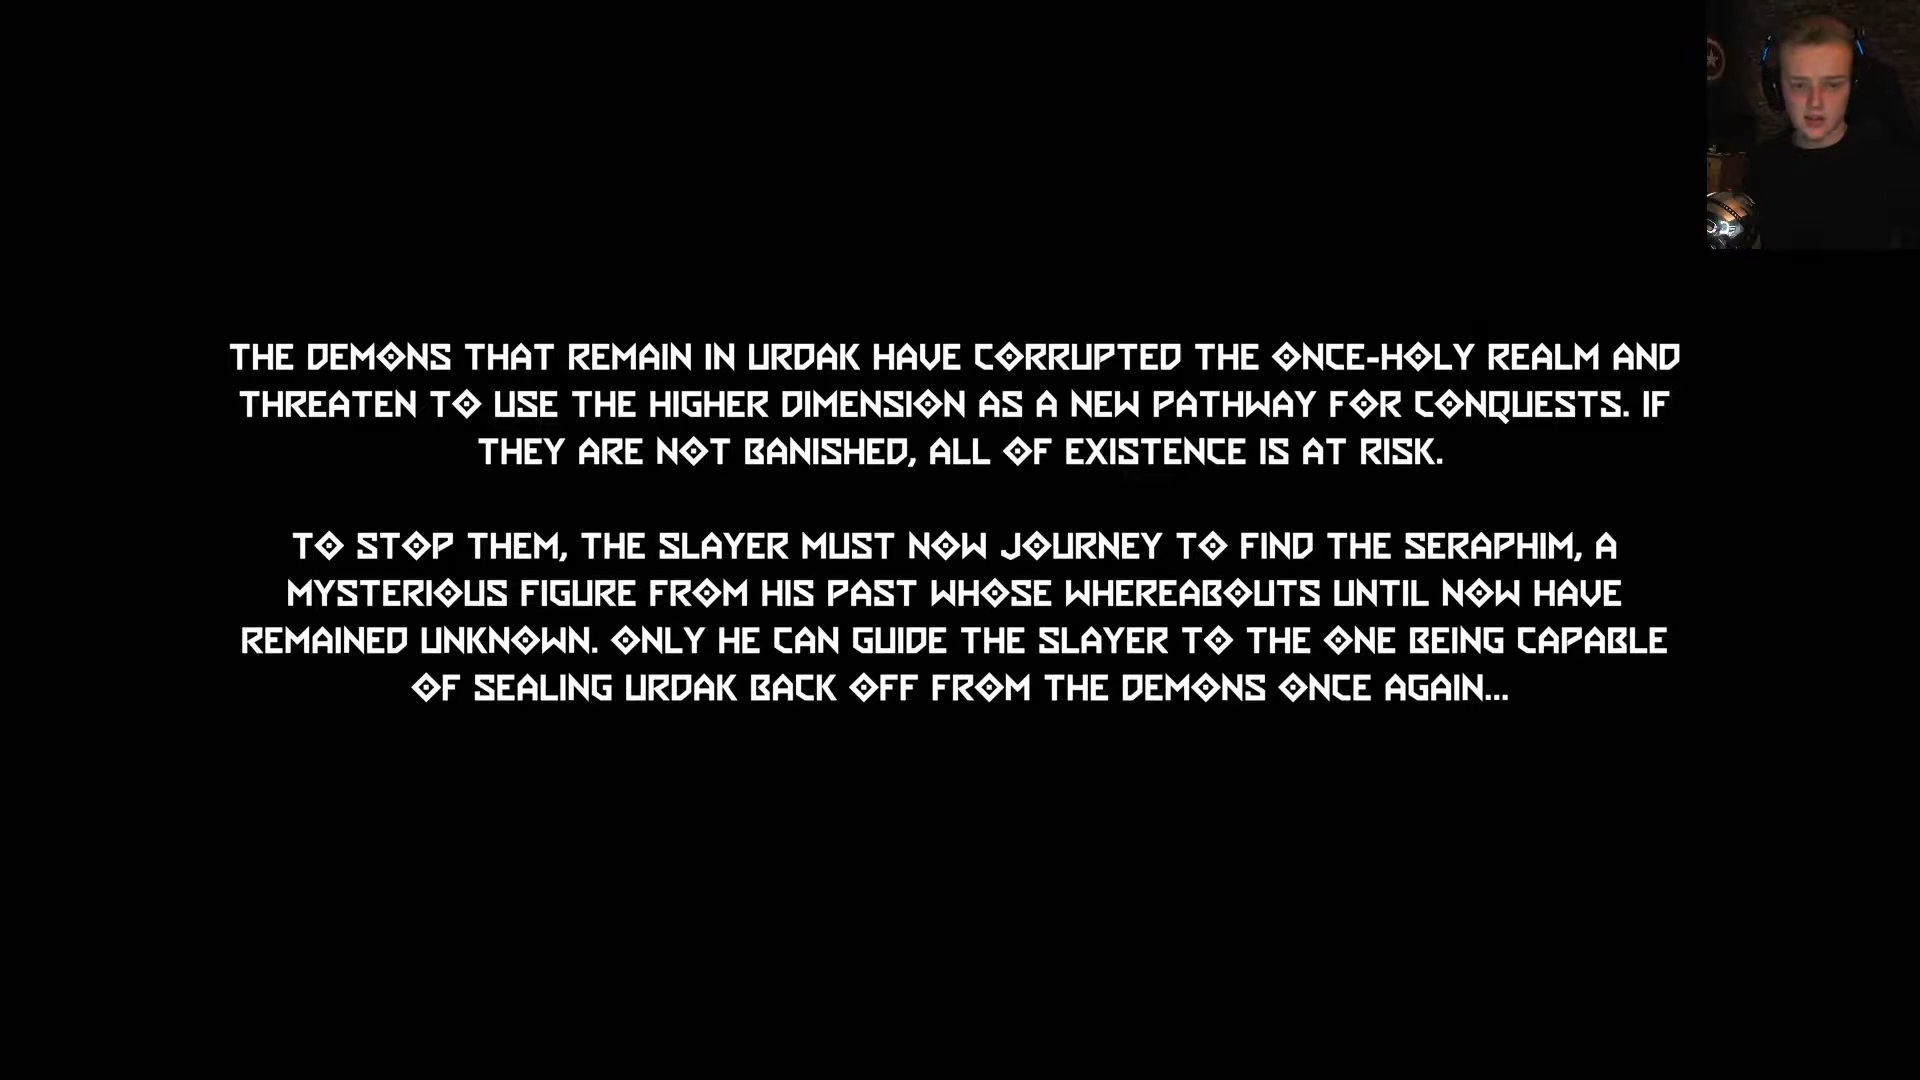 THE DEMONS THAT REMAIN IN URDAK HAVE CORRUPTED THE ONCE-HOLY REALM AND
THREATEN TO USE THE HIGHER DIMENSION AS A NEW PATHWAY FOR CONQUESTS. IF
THEY ARE NOT BANISHED, ALL OF EXISTENCE IS AT RISK.
TO STOP THEM, THE SLAYER MUST NOW JOURNEY TO FIND THE SERAPHIM, A
MYSTERIOUS FIGURE FROM HIS PAST WHOSE WHEREABOUTS UNTIL NOW HAVE
REMAINED UNKNOWN. ONLY HE CAN GUIDE THE SLAYER TO THE ONE BEING CAPABLE
OF SEALING URDAK BACK OFF FROM THE DEMONS ONCE AGAIN...